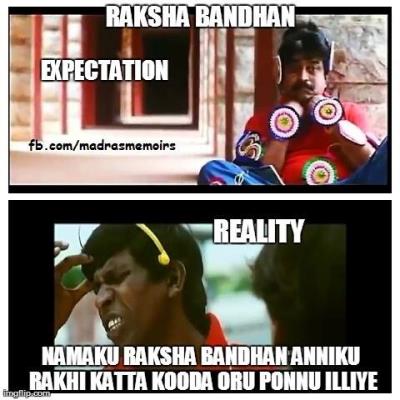 RAKSHA BANDHAN
EXPECTATION
fb.com/madrasmemoirs
REALITY
NAMAKU RAKSHA BANDHAN ANNIKU
RAKHI KATTA KOODA ORU PONNU ILLIYE
imgflip.com